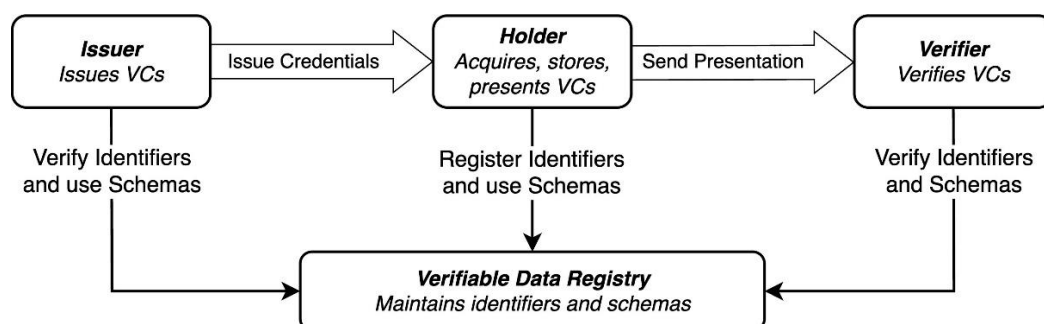 Issuer
Issues VCs
Issue Credentials
Holder
Acquires, stores,
presents VCs
Send Presentation
Verifier
Verifies VCs
Verify Identifiers
and use Schemas
Register Identifiers
and use Schemas
Verify Identifiers
and Schemas
Verifiable Data Registry
Maintains identifiers and schemas